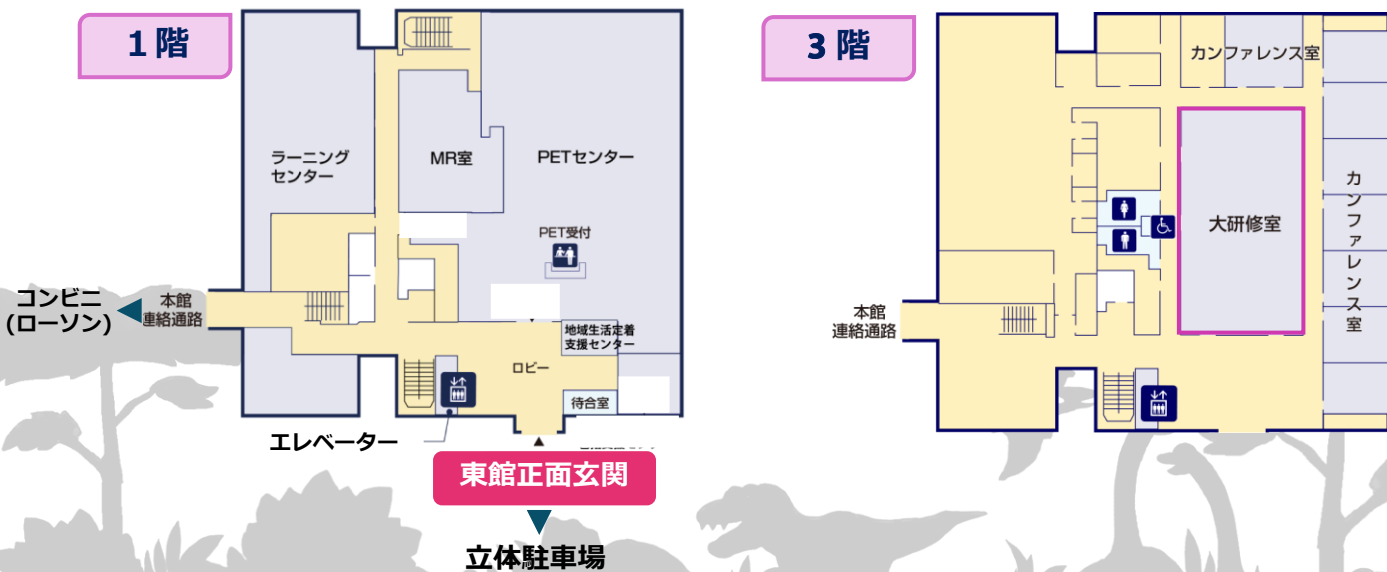 1階
ラーニング
センター
MR室
PETセンター
PET受付
コンビニ
(ローソン)
本館
連絡通路
地域生活定着
支援センター
ロビー
待合室
エレベーター
東館正面玄関
立体駐車場
3階
カンファレンス室
大研修室
カンファレンス室
本館
連絡通路